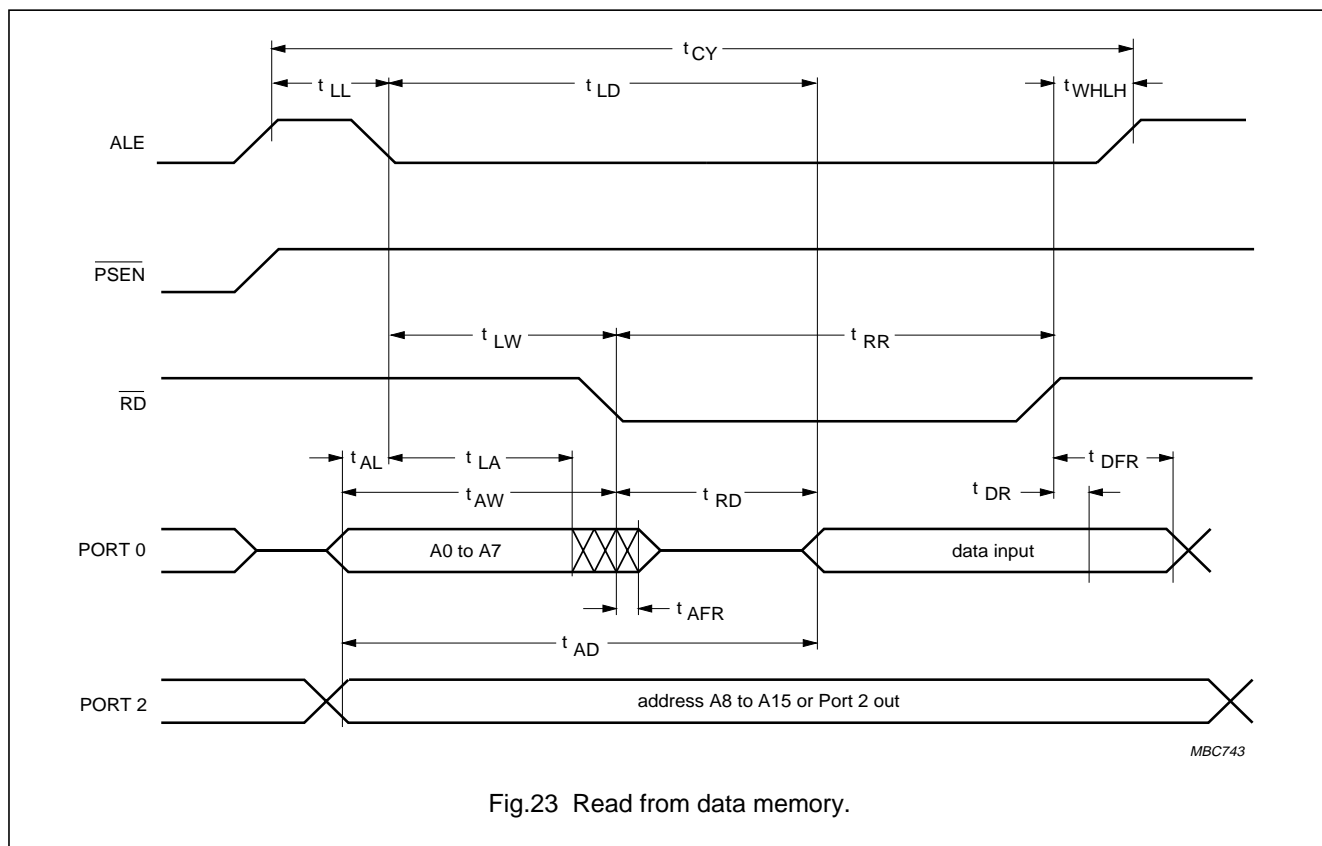 t CY
t LL
t LD
t WHLH
ALE
PSEN
t LW
t RR
RD
t AL
t LA
t DFR
t AW
t RD
t DR
PORT 0
A0 to A7
data input
t AFR
t AD
PORT 2
address A8 to A15 or Port 2 out
MBC743
Fig.23 Read from data memory.